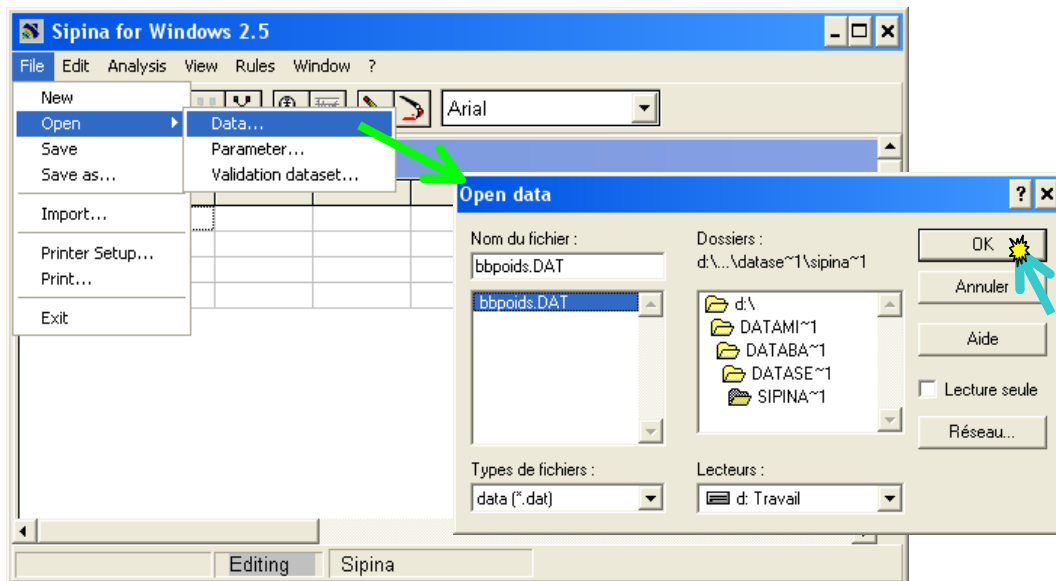 Sipina for Windows 2.5
File Edit Analysis View Rules Window ?
New
Open
Save
Save as...
Import...
Printer Setup...
Print...
Exit
Data...
Parameter...
Validation dataset...
Arial
Open data
Nom du fichier :
bbpoids.DAT
bbpoids.DAT
Types de fichiers :
data (*.dat)
Dossiers :
d:\...\datase~1\sipina~1
d:\
DATAMI~1
DATABA~1
DATASE~1
SIPINA~1
Lecteurs :
d: Travail
OK
Annuler
Aide
Lecture seule
Réseau...
Editing
Sipina